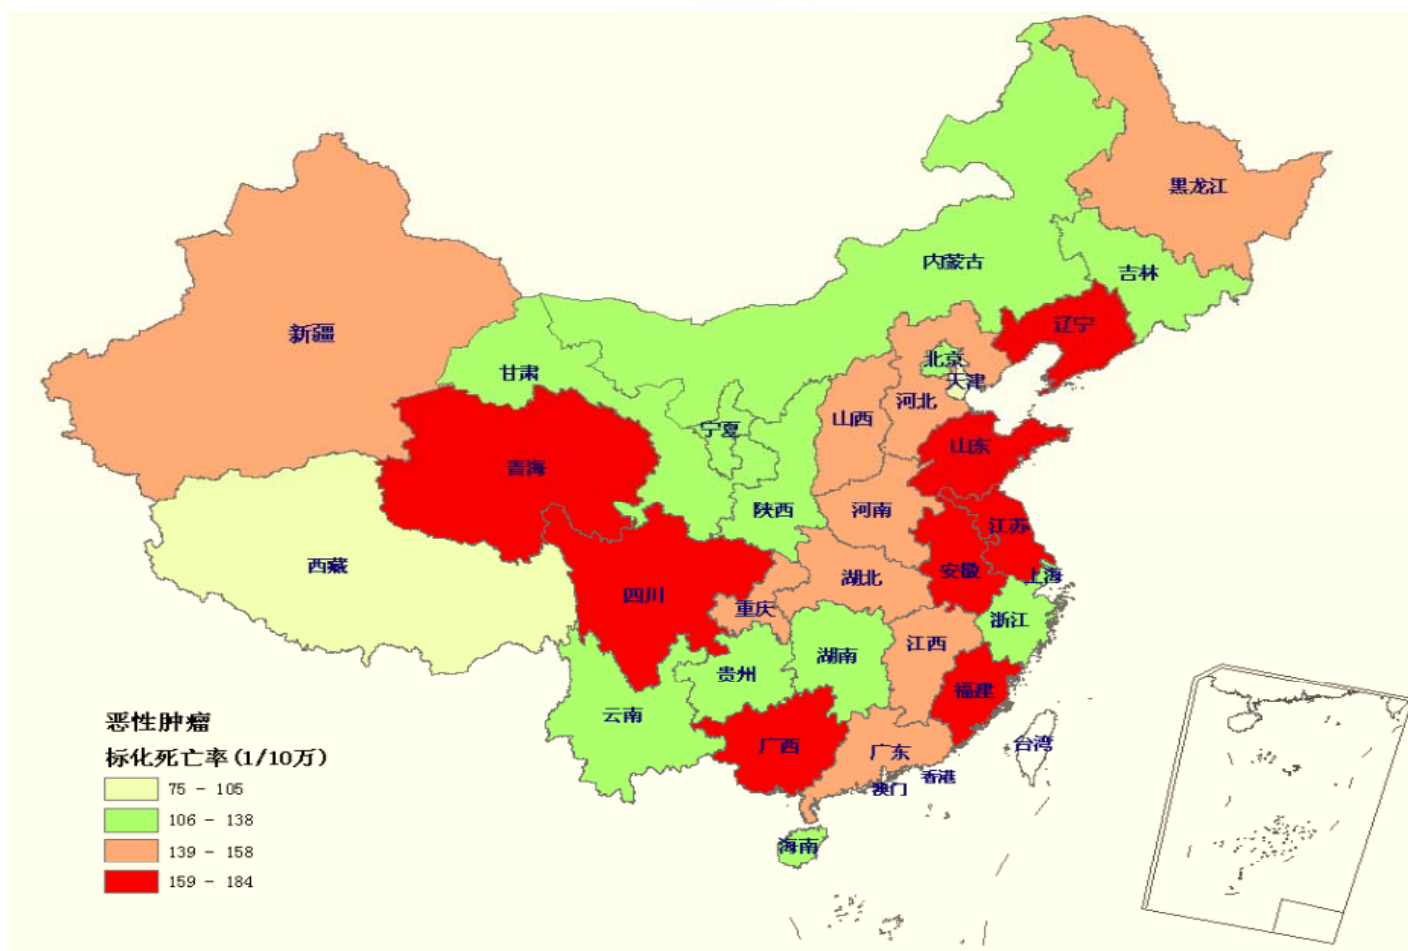 黑龙江
内蒙古
吉林
辽宁
新疆
北京
天津
甘肃
河北
山西
宁夏
山东
青海
陕西
河南
江苏
西藏
安徽
上海
湖北
四川
重庆
浙江
江西
湖南
贵州
福建
云南
广西
广东
台湾
香港
澳门
海南
恶性肿瘤
标化死亡率(1/10万)
75 - 105
106 - 138
139 - 158
159 - 184